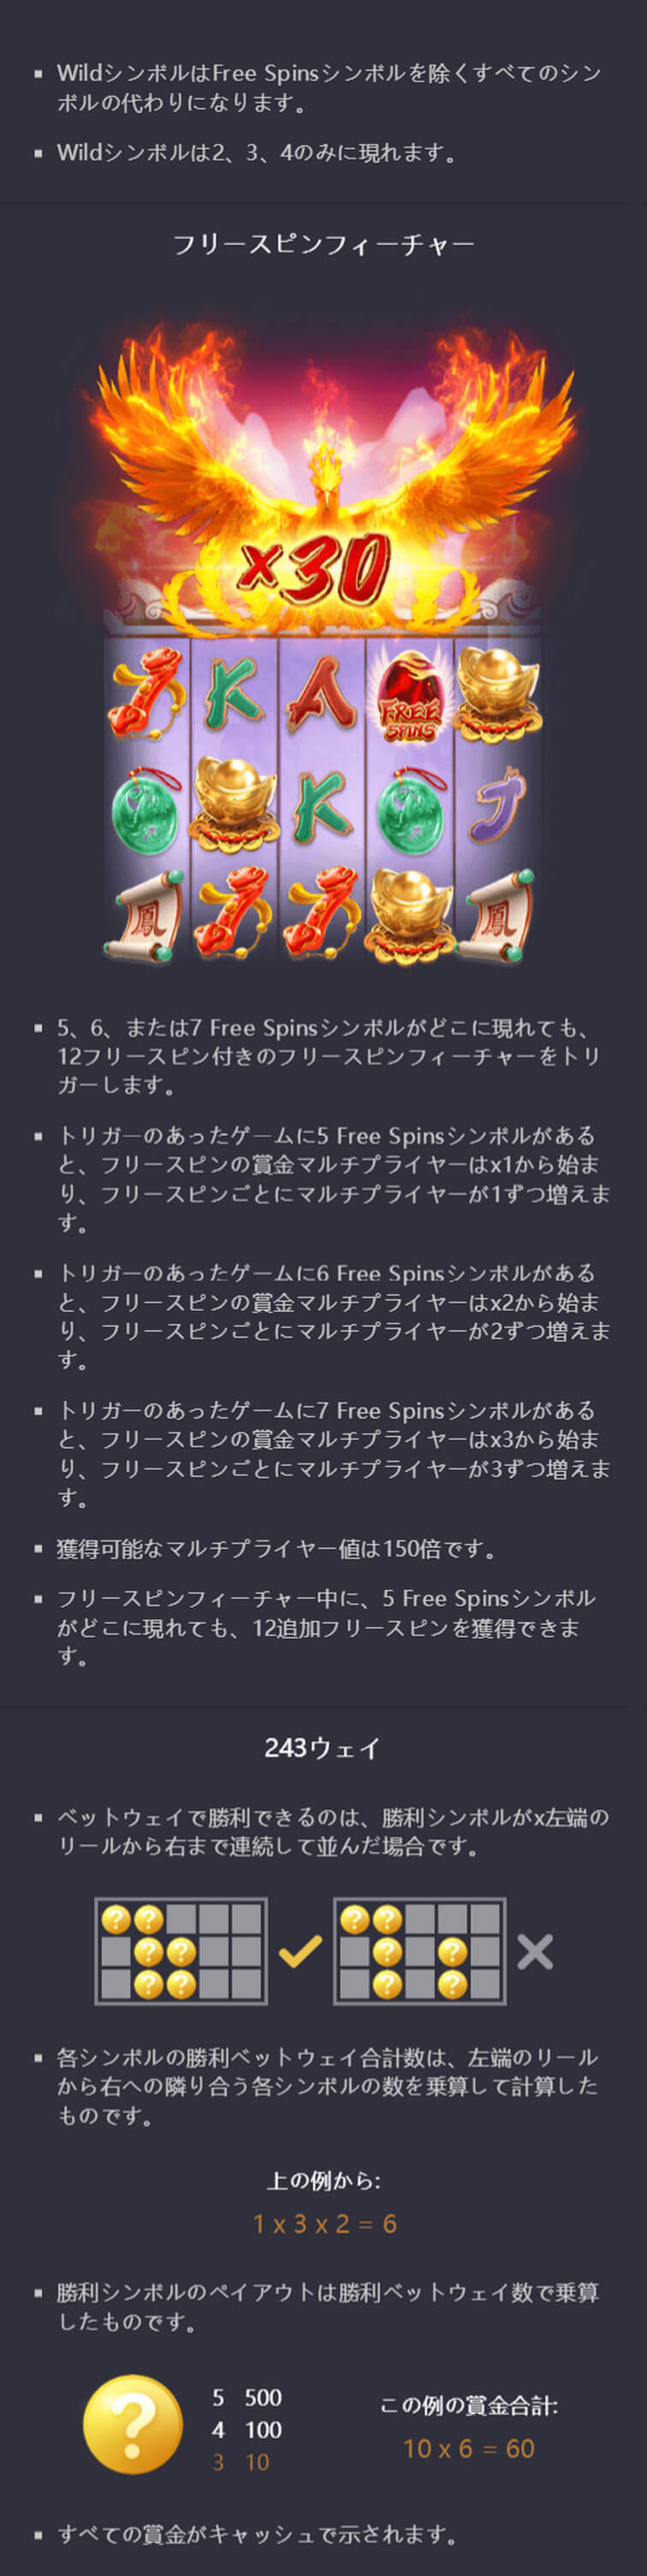 WildシンボルはFree Spinsシンボルを除くすべてのシン
ボルの代わりになります。
Wildシンボルは2、3、4のみに現れます。
フリースピンフィーチャー
x30
K
A
FREE
SPINS
K
J
鳳
鳳
5、6、または7 Free Spinsシンボルがどこに現れても、
12フリースピン付きのフリースピンフィーチャーをトリ
ガーします。
トリガーのあったゲームに5 Free Spinsシンボルがある
と、フリースピンの賞金マルチプライヤーはx1から始ま
り、フリースピンごとにマルチプライヤーが1ずつ増えま
す。
トリガーのあったゲームに6 Free Spinsシンボルがある
と、フリースピンの賞金マルチプライヤーはx2から始ま
り、フリースピンごとにマルチプライヤーが2ずつ増えま
す。
トリガーのあったゲームに7 Free Spinsシンボルがある
と、フリースピンの賞金マルチプライヤーはx3から始ま
り、フリースピンごとにマルチプライヤーが3ずつ増えま
す。
獲得可能なマルチプライヤー値は150倍です。
フリースピンフィーチャー中に、5 Free Spinsシンボル
がどこに現れても、12追加フリースピンを獲得できま
す。
243ウェイ
ベットウェイで勝利できるのは、勝利シンボルがx左端の
リールから右まで連続して並んだ場合です。
? ? ? ?
? ? ?
? ? ? ?
各シンボルの勝利ベットウェイ合計数は、左端のリール
から右への隣り合う各シンボルの数を乗算して計算した
ものです。
上の例から:
1 x 3 x 2 = 6
勝利シンボルのペイアウトは勝利ベットウェイ数で乗算
したものです。
?
5 500
4 100
3 10
この例の賞金合計:
10 x 6 = 60
すべての賞金がキャッシュで示されます。